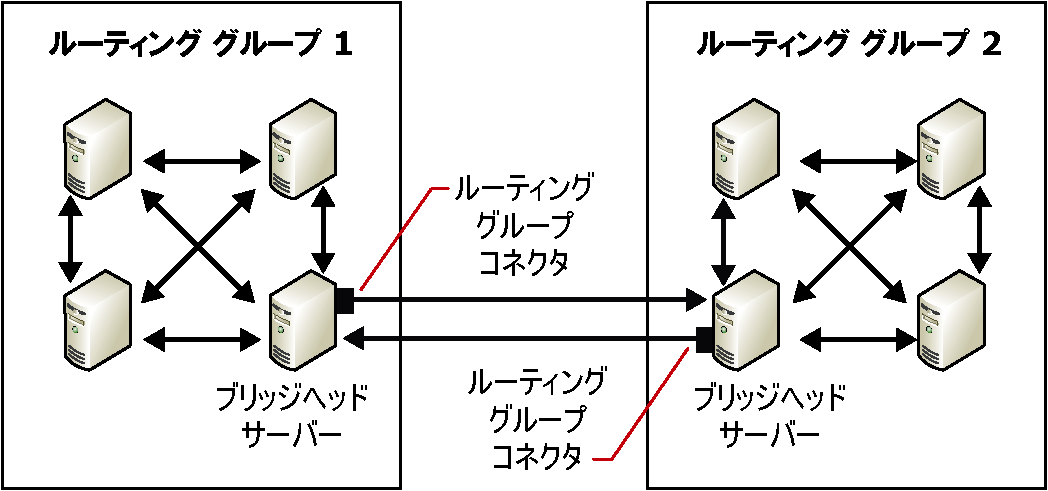 ルーティング グループ 1
ルーティング グループ 2
ルーティング
グループ
コネクタ
ルーティング
グループ
コネクタ
ブリッジヘッド
サーバー
ブリッジヘッド
サーバー